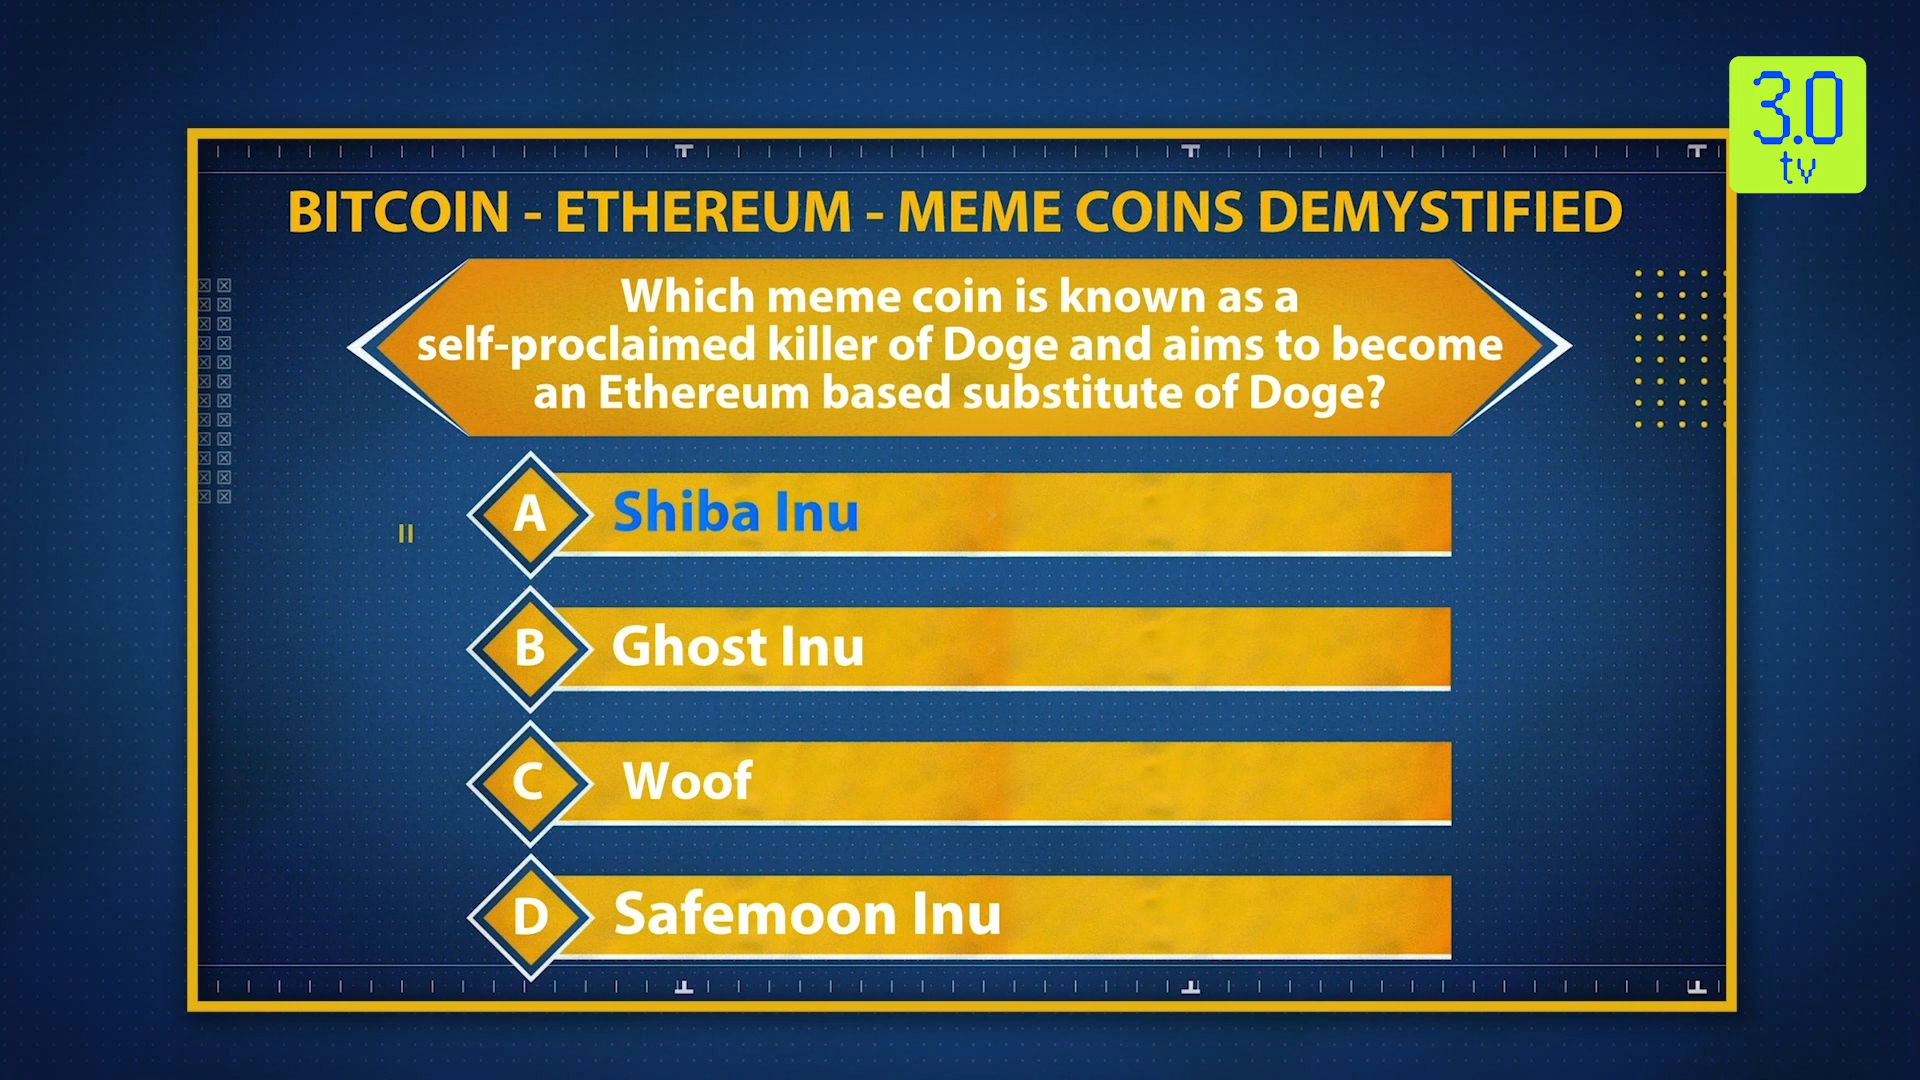 3.0
tv
BITCOIN - ETHEREUM - MEME COINS DEMYSTIFIED
Which meme coin is known as a
self-proclaimed killer of Doge and aims to become
an Ethereum based substitute of Doge?
A Shiba Inu
B Ghost Inu
C Woof
D Safemoon Inu